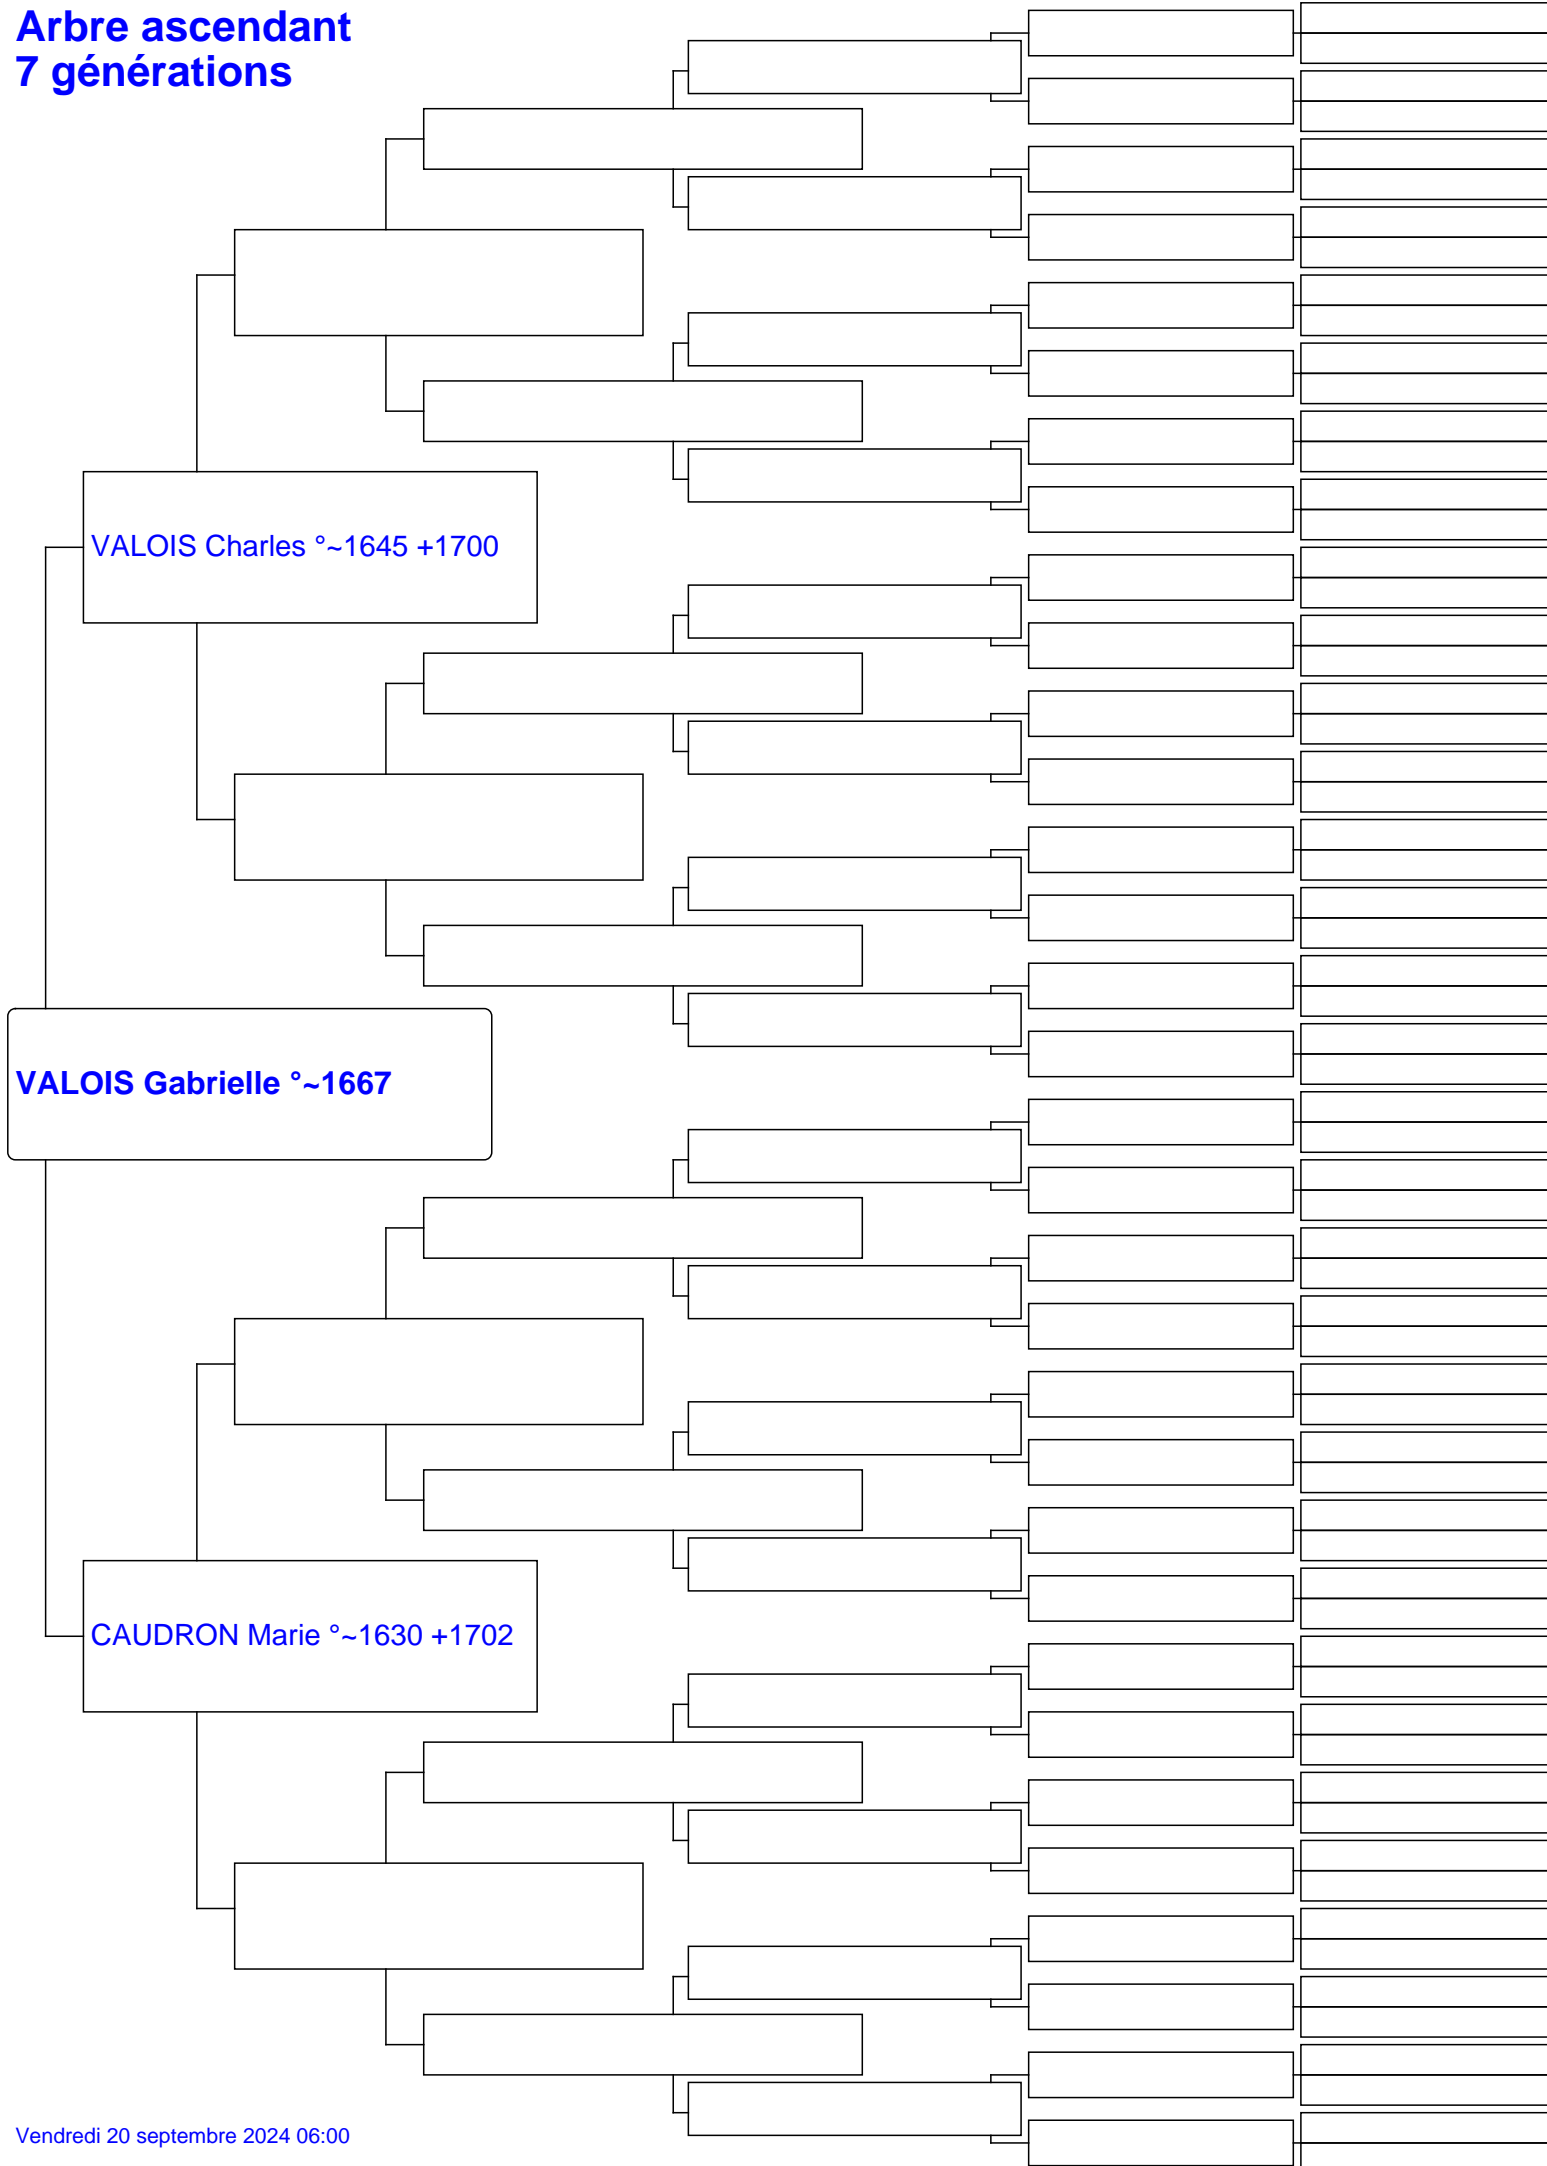 Arbre ascendant
7 générations
VALOIS Charles °~1645 +1700
VALOIS Gabrielle °~1667
CAUDRON Marie °~1630 +1702
Vendredi 20 septembre 2024 06:00